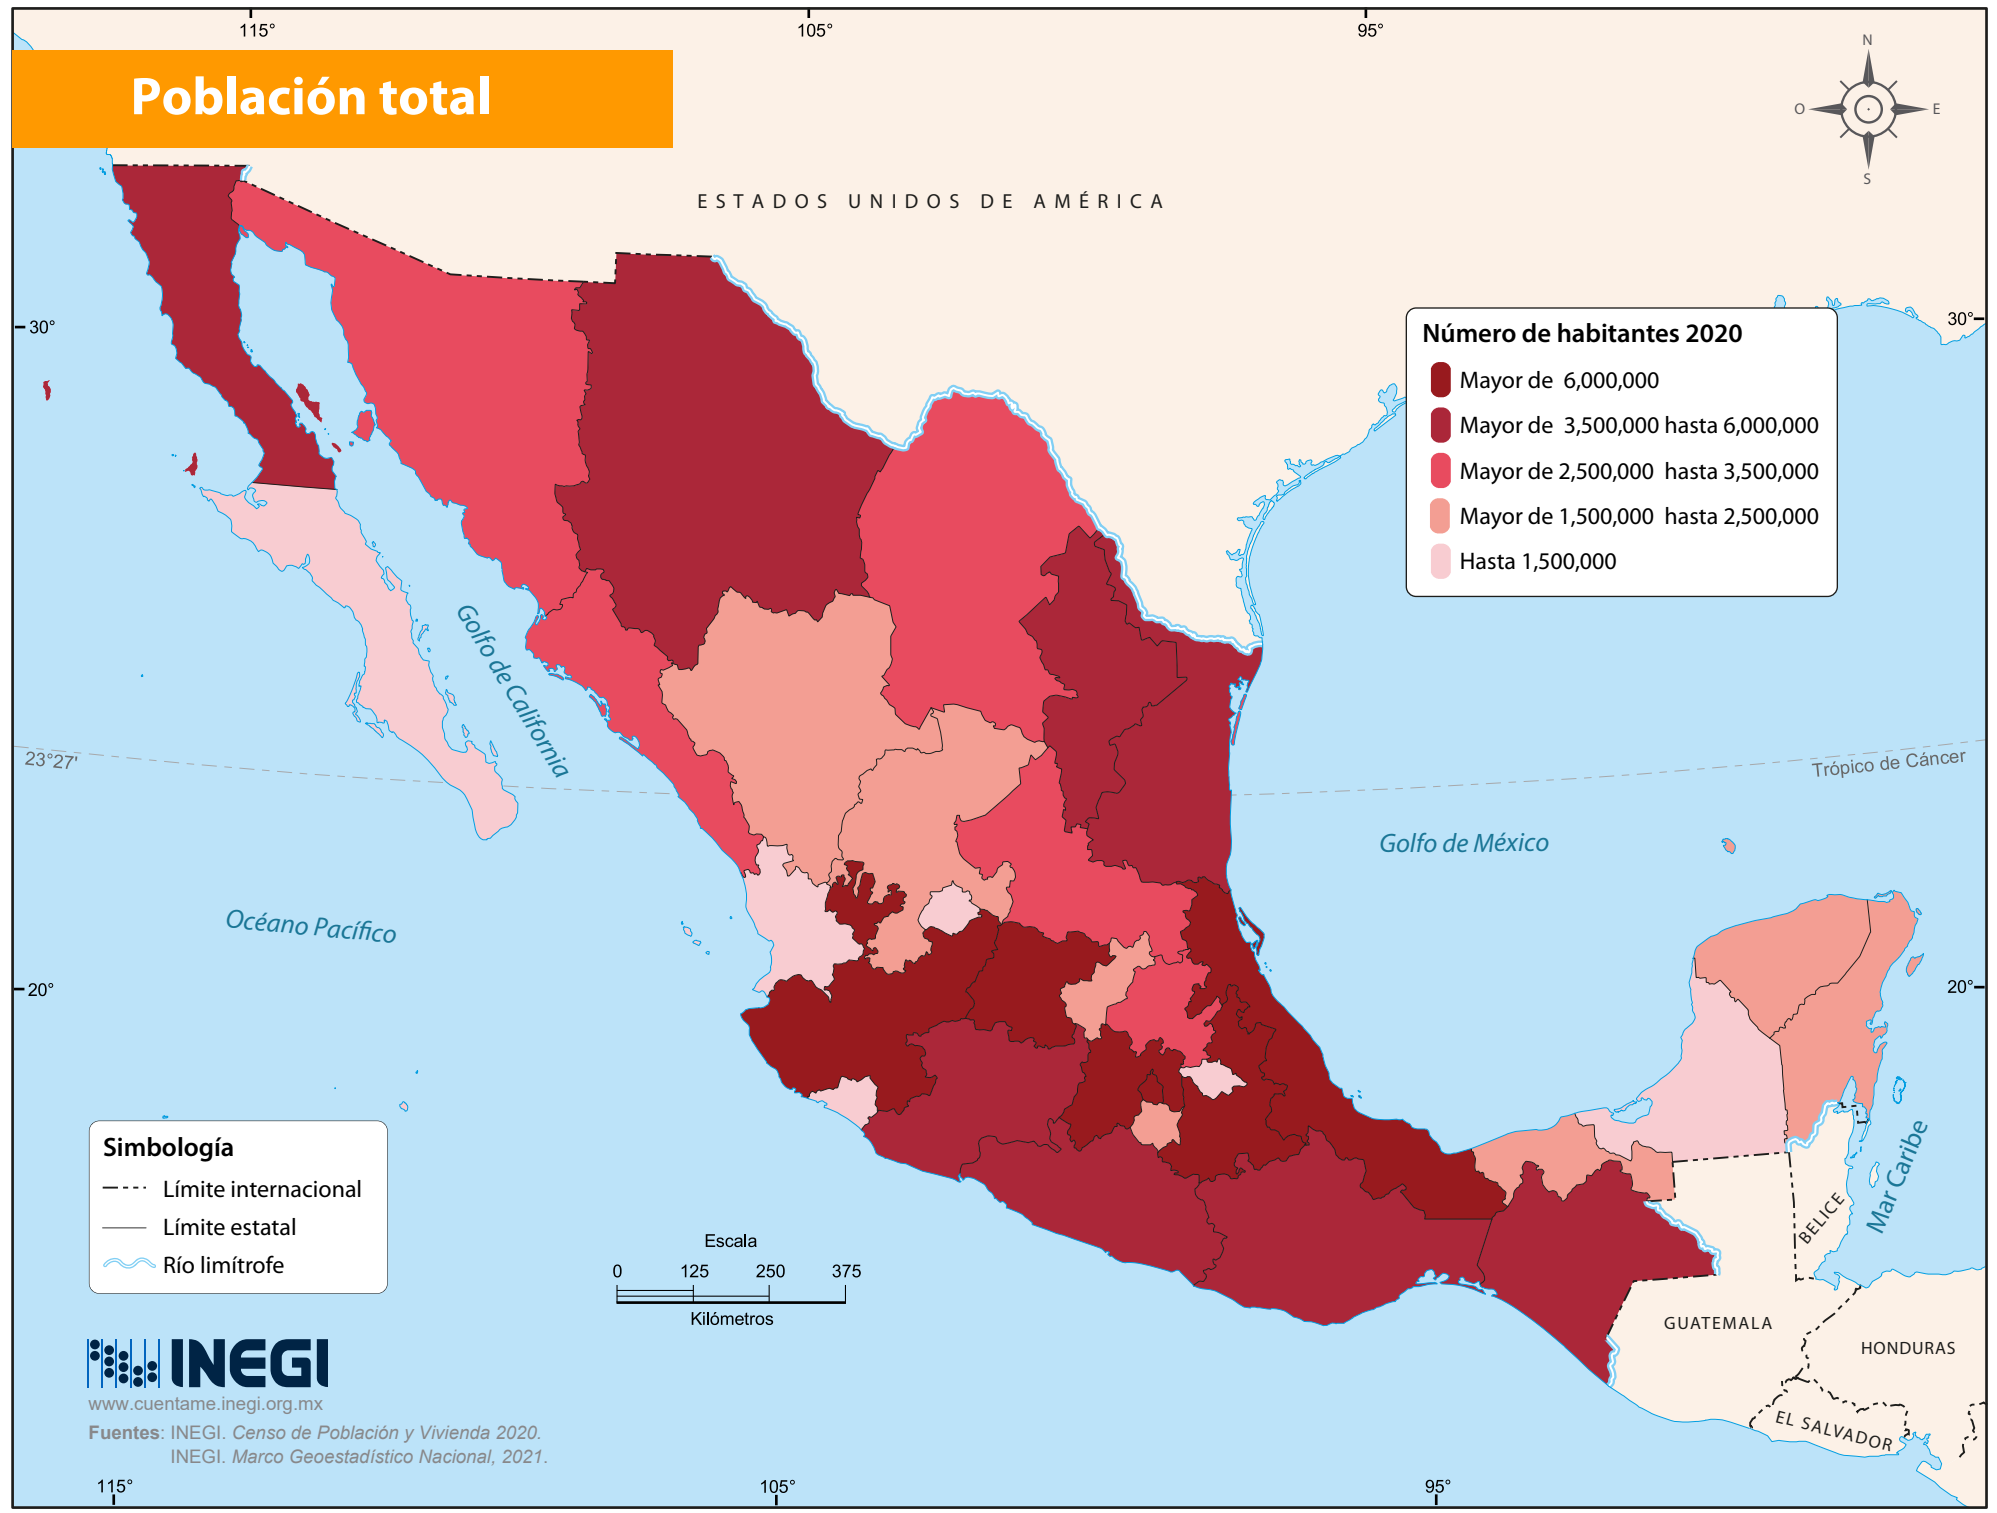 115°
105°
95°
Población total
N
O
E
S
ESTADOS UNIDOS DE AMÉRICA
30°
30°
Número de habitantes 2020
Mayor de 6,000,000
Mayor de 3,500,000 hasta 6,000,000
Mayor de 2,500,000 hasta 3,500,000
Mayor de 1,500,000 hasta 2,500,000
Hasta 1,500,000
Golfo de California
23°27'
Trópico de Cáncer
Golfo de México
Océano Pacífico
20°
20°
Mar Caribe
BELICE
Simbología
Límite internacional
Límite estatal
Río limítrofe
Escala
0 125 250 375
Kilómetros
GUATEMALA
HONDURAS
EL SALVADOR
INEGI
www.cuentame.inegi.org.mx
Fuentes: INEGI. Censo de Población y Vivienda 2020.
INEGI. Marco Geoestadístico Nacional, 2021.
115°
105°
95°